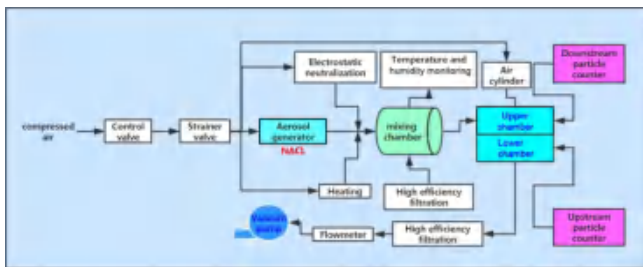 Electrostatic
neutralization
Temperature and
humidity monitoring
Air
cylinder
Downstream
particle
counter
compressed
air
Control
valve
Strainer
valve
Aerosol
generator
NACL
mixing
chamber
Upper
chamber
Lower
chamber
Heating
High efficiency
filtration
Vacuum
pump
Flowmeter
High efficiency
filtration
Upstream
particle
counter